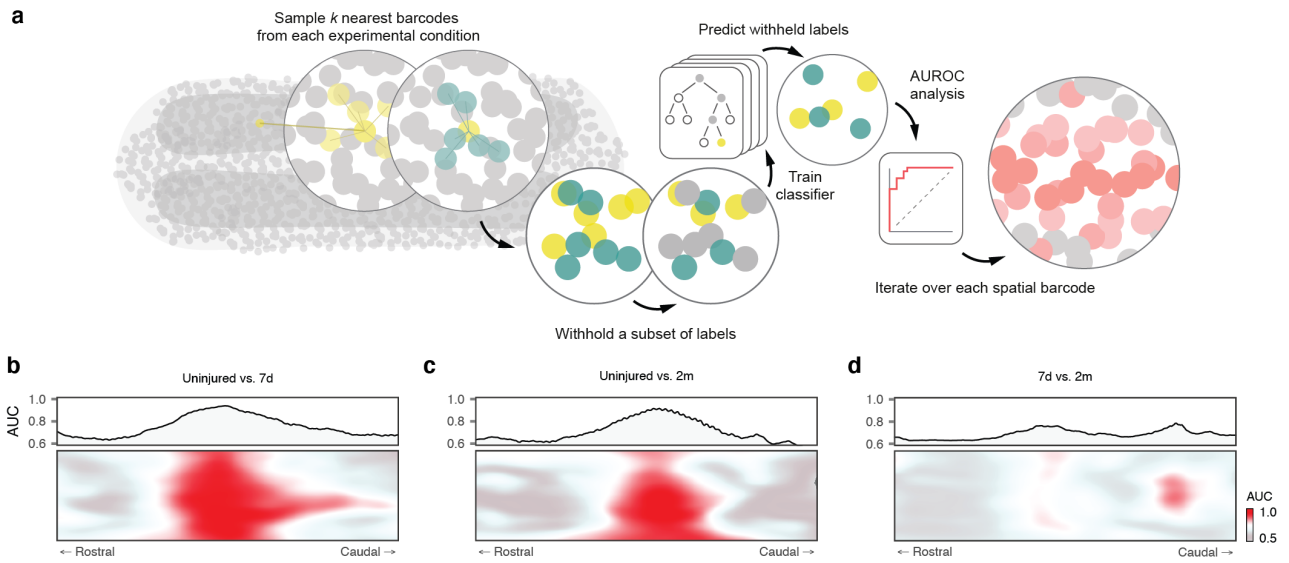 a
Sample k nearest barcodes
from each experimental condition
Predict withheld labels
AUROC
analysis
Train
classifier
Iterate over each spatial barcode
Withhold a subset of labels
b
Uninjured vs. 7d
AUC
1.0
0.8
0.6
← Rostral
Caudal →
c
Uninjured vs. 2m
1.0
0.8
0.6
← Rostral
Caudal →
d
7d vs. 2m
1.0
0.8
0.6
← Rostral
Caudal →
AUC
1.0
0.5